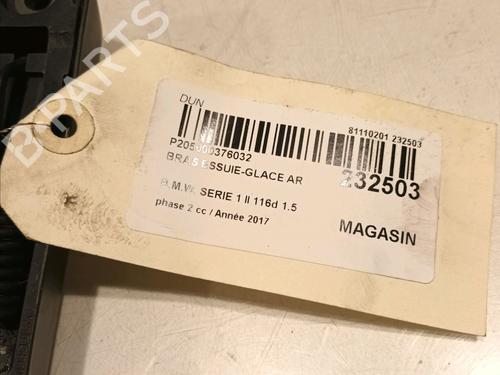 DUN
81110201 232503
P205000376032
BRAS ESSUIE-GLACE AR
232503
B.M.W. SERIE 1 II 116d 1.5
phase 2 cc / Année 2017
MAGASIN
B-PARTS